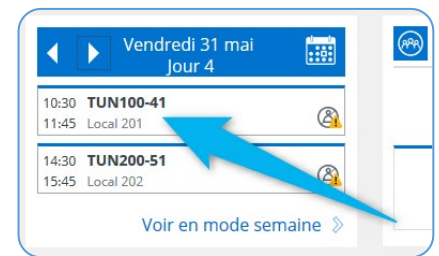 Vendredi 31 mai
Jour 4
10:30 TUN100-41
11:45 Local 201
14:30 TUN200-51
15:45 Local 202
Voir en mode semaine